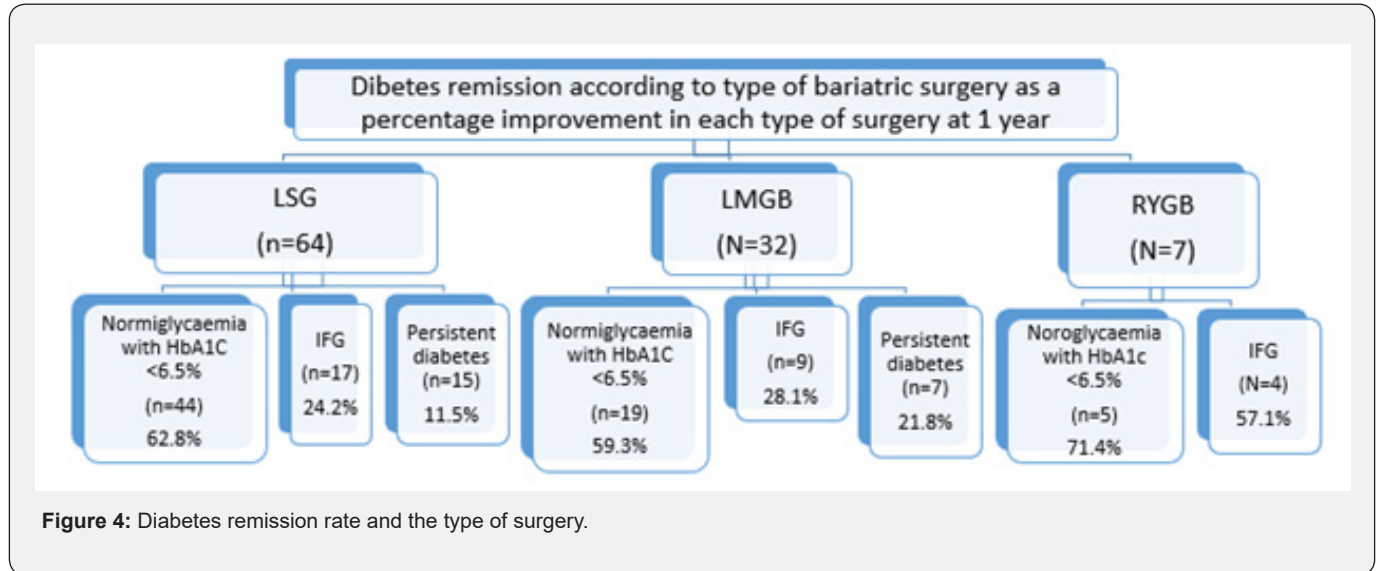 Dibetes remission according to type of bariatric surgery as a
percentage improvement in each type of surgery at 1 year
LSG
(n=64)
LMGB
(N=32)
RYGB
(N=7)
Normiglycaemia
with HbA1C
<6.5%
(n=44)
62.8%
IFG
(n=17)
24.2%
Persistent
diabetes
(n=15)
11.5%
Normiglycaemia
with HbA1C
<6.5%
(n=19)
59.3%
IFG
(n=9)
28.1%
Persistent
diabetes
(n=7)
21.8%
Noroglycaemia
with HbA1c
<6.5%
(n=5)
71.4%
IFG
(N=4)
57.1%
Figure 4: Diabetes remission rate and the type of surgery.